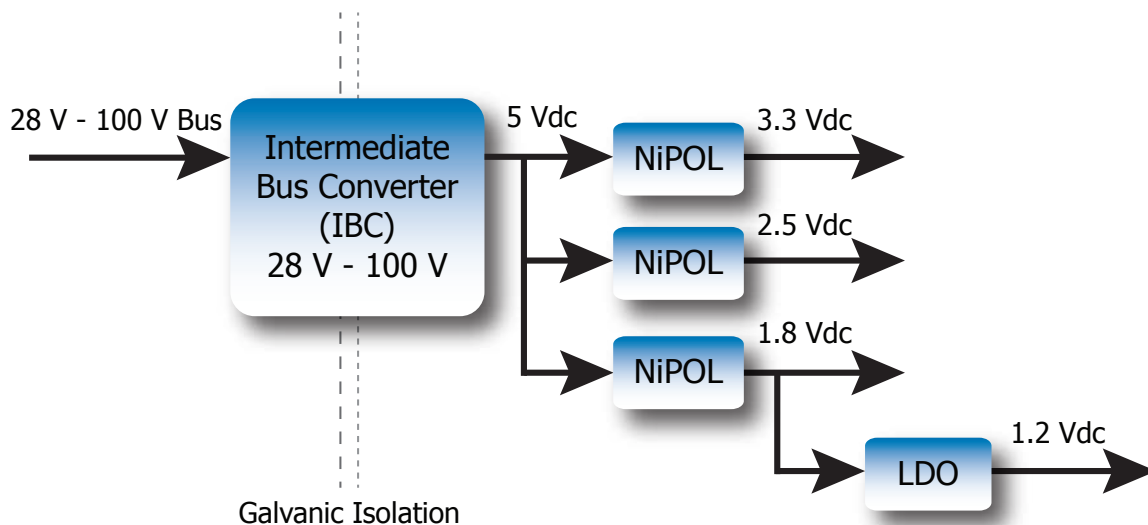 28 V - 100 V Bus
Intermediate
Bus Converter
(IBC)
28 V - 100 V
5 Vdc
NiPOL
3.3 Vdc
NiPOL
2.5 Vdc
NiPOL
1.8 Vdc
LDO
1.2 Vdc
Galvanic Isolation